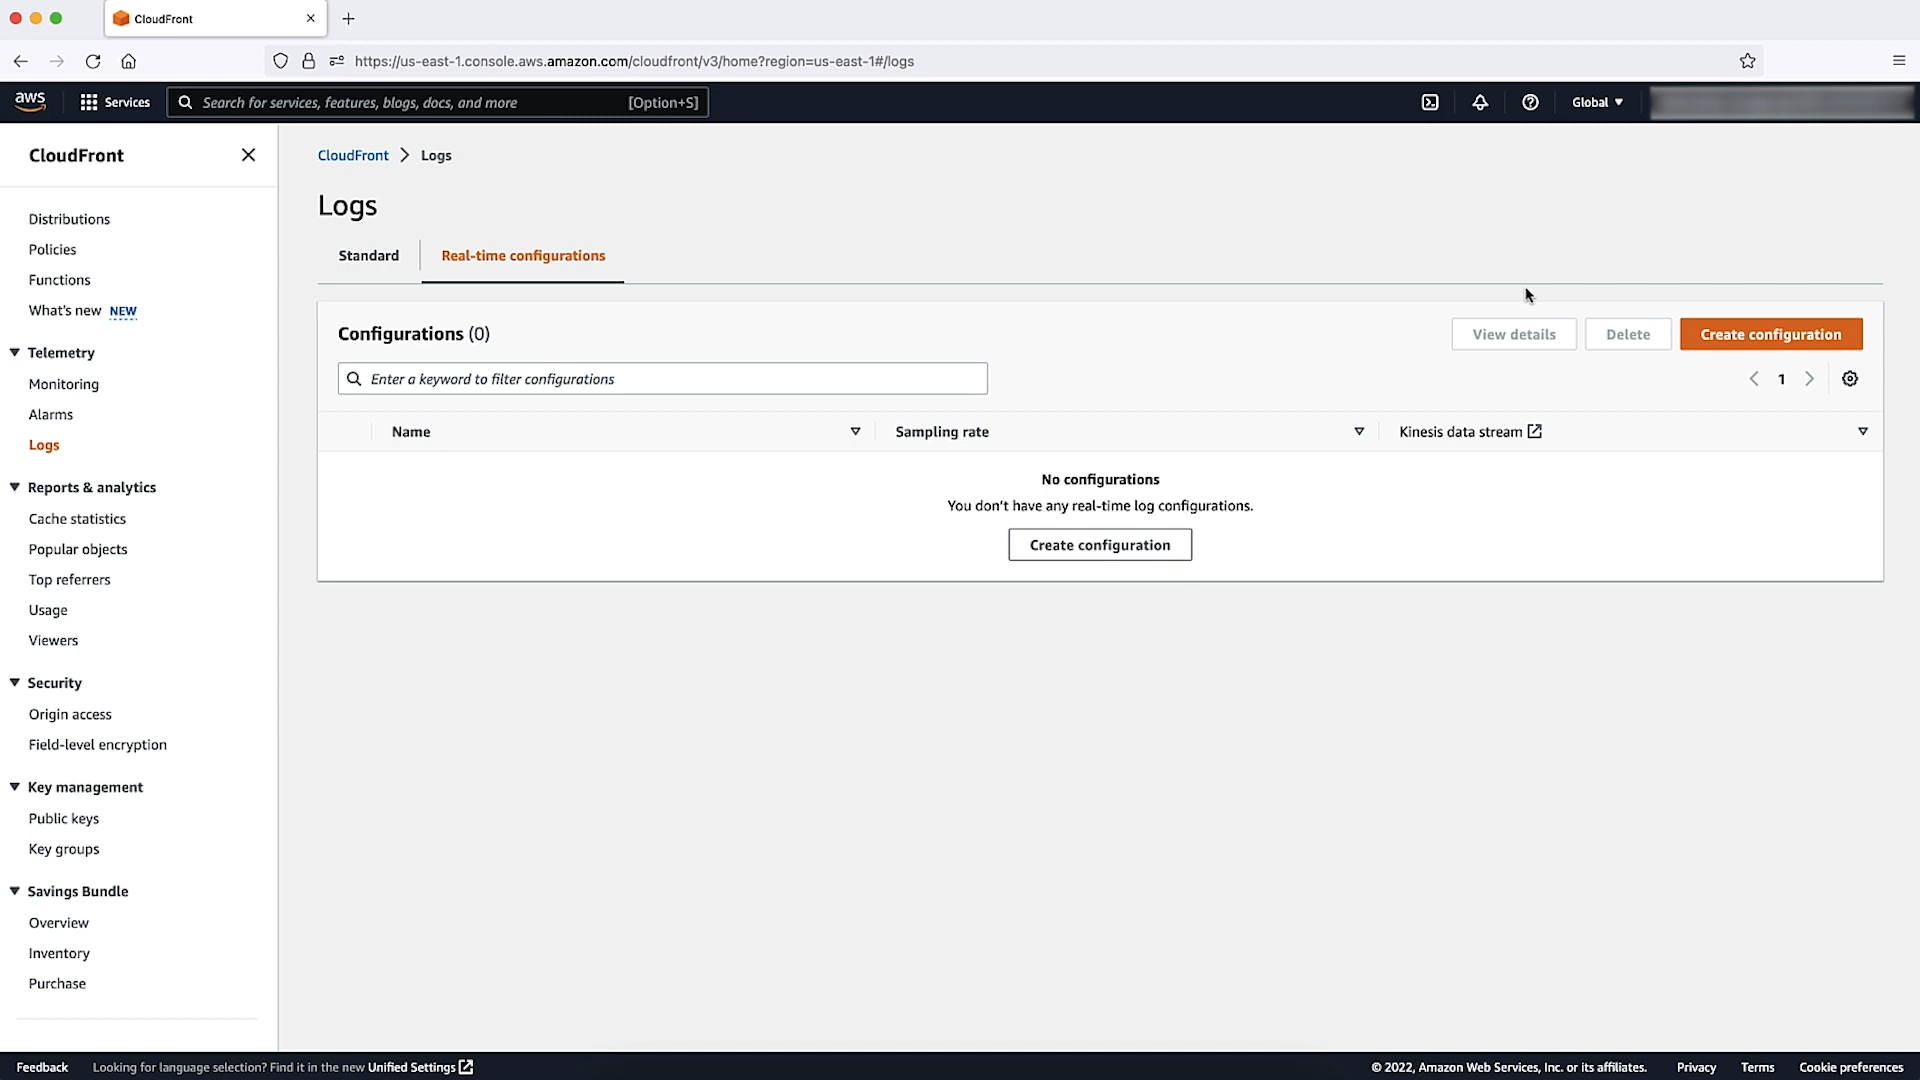 CloudFront
https://us-east-1.console.aws.amazon.com/cloudfront/v3/home?region=us-east-1#/logs
aws
Services
Search for services, features, blogs, docs, and more
[Option+S]
Global
CloudFront
Distributions
Policies
Functions
What's new NEW
Telemetry
Monitoring
Alarms
Logs
Reports & analytics
Cache statistics
Popular objects
Top referrers
Usage
Viewers
Security
Origin access
Field-level encryption
Key management
Public keys
Key groups
Savings Bundle
Overview
Inventory
Purchase
CloudFront
Logs
Logs
Standard
Real-time configurations
Configurations (0)
View details
Delete
Create configuration
Enter a keyword to filter configurations
1
Name
Sampling rate
Kinesis data stream
No configurations
You don't have any real-time log configurations.
Create configuration
Feedback
Looking for language selection? Find it in the new Unified Settings
© 2022, Amazon Web Services, Inc. or its affiliates.
Privacy
Terms
Cookie preferences